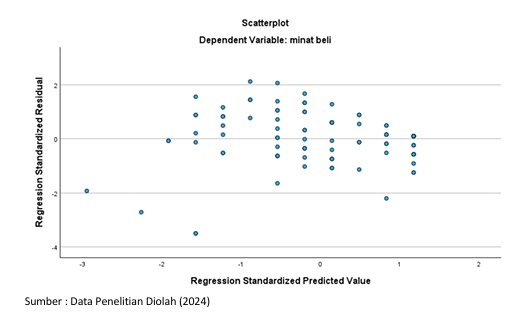 Scatterplot
Dependent Variable: minat beli
Regression Standardized Residual
2
0
-2
-4
-3
-2
-1
0
1
2
Regression Standardized Predicted Value
Sumber : Data Penelitian Diolah (2024)